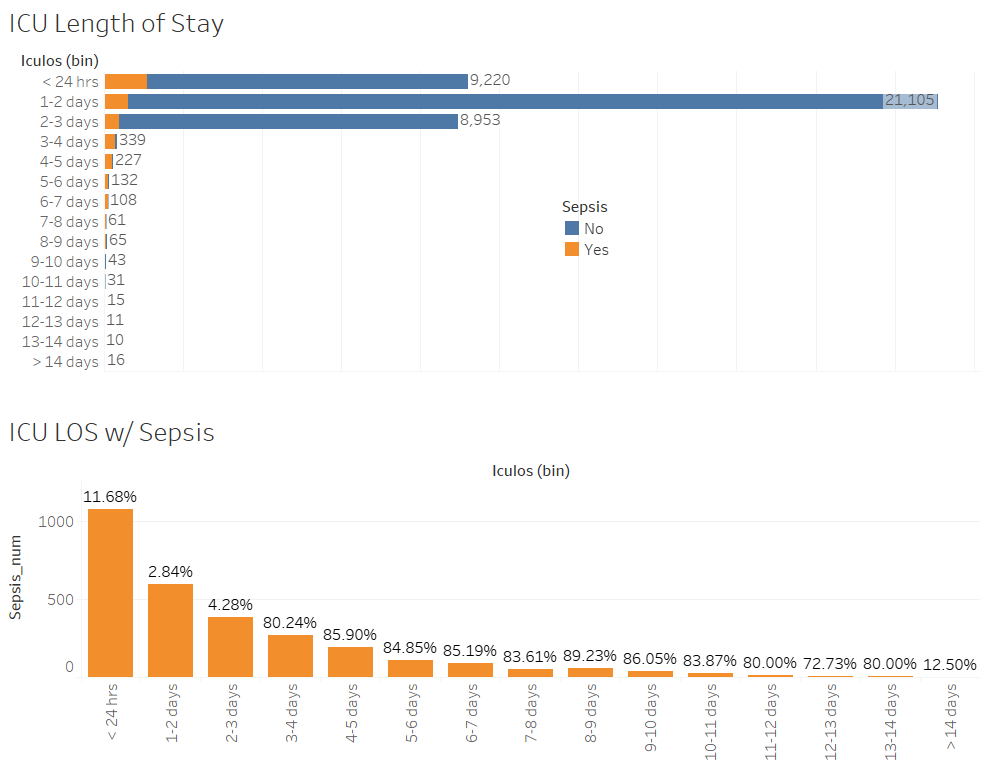 ICU Length of Stay
Iculos (bin)
< 24 hrs 9,220
1-2 days 21,105
2-3 days 8,953
3-4 days 339
4-5 days 227
5-6 days 132
6-7 days 108
7-8 days 61
8-9 days 65
9-10 days 43
10-11 days 31
11-12 days 15
12-13 days 11
13-14 days 10
> 14 days 16
Sepsis
No
Yes
ICU LOS w/ Sepsis
Iculos (bin)
Sepsis_num
1000
500
0
11.68%
2.84%
4.28%
80.24%
85.90%
84.85%
85.19%
83.61%
89.23%
86.05%
83.87%
80.00%
72.73%
80.00%
12.50%
< 24 hrs
1-2 days
2-3 days
3-4 days
4-5 days
5-6 days
6-7 days
7-8 days
8-9 days
9-10 days
10-11 days
11-12 days
12-13 days
13-14 days
> 14 days